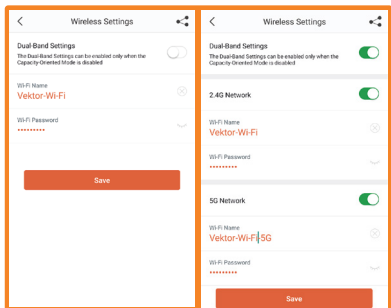 Wireless Settings
Dual-Band Settings
The Dual-Band Settings can be enabled only when the
Capacity-Oriented Mode is disabled
Wi-Fi Name
Vektor-Wi-Fi
Wi-Fi Password
•••••••••
Save
Wireless Settings
Dual-Band Settings
The Dual-Band Settings can be enabled only when the
Capacity-Oriented Mode is disabled
2.4G Network
Wi-Fi Name
Vektor-Wi-Fi
Wi-Fi Password
•••••••••
5G Network
Wi-Fi Name
Vektor-Wi-Fi-5G
Wi-Fi Password
•••••••••
Save